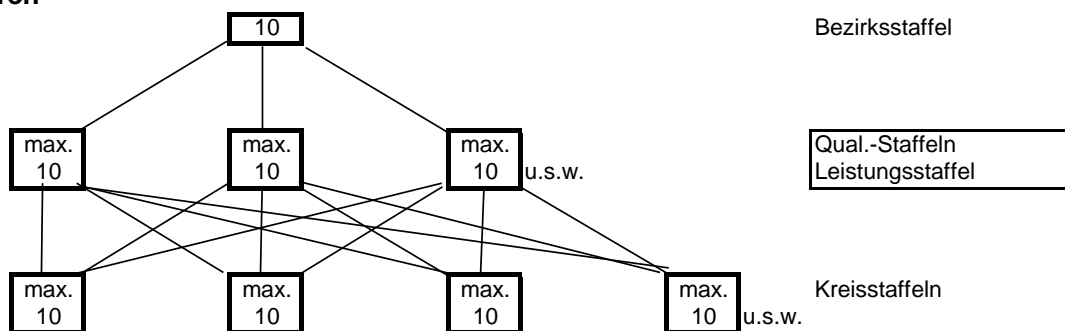 10 Bezirksstaffel
max. max. max. Qual.-Staffeln
10 10 10 u.s.w. Leistungsstaffel
max. max. max. max. Kreisstaffeln
10 10 10 10 u.s.w.